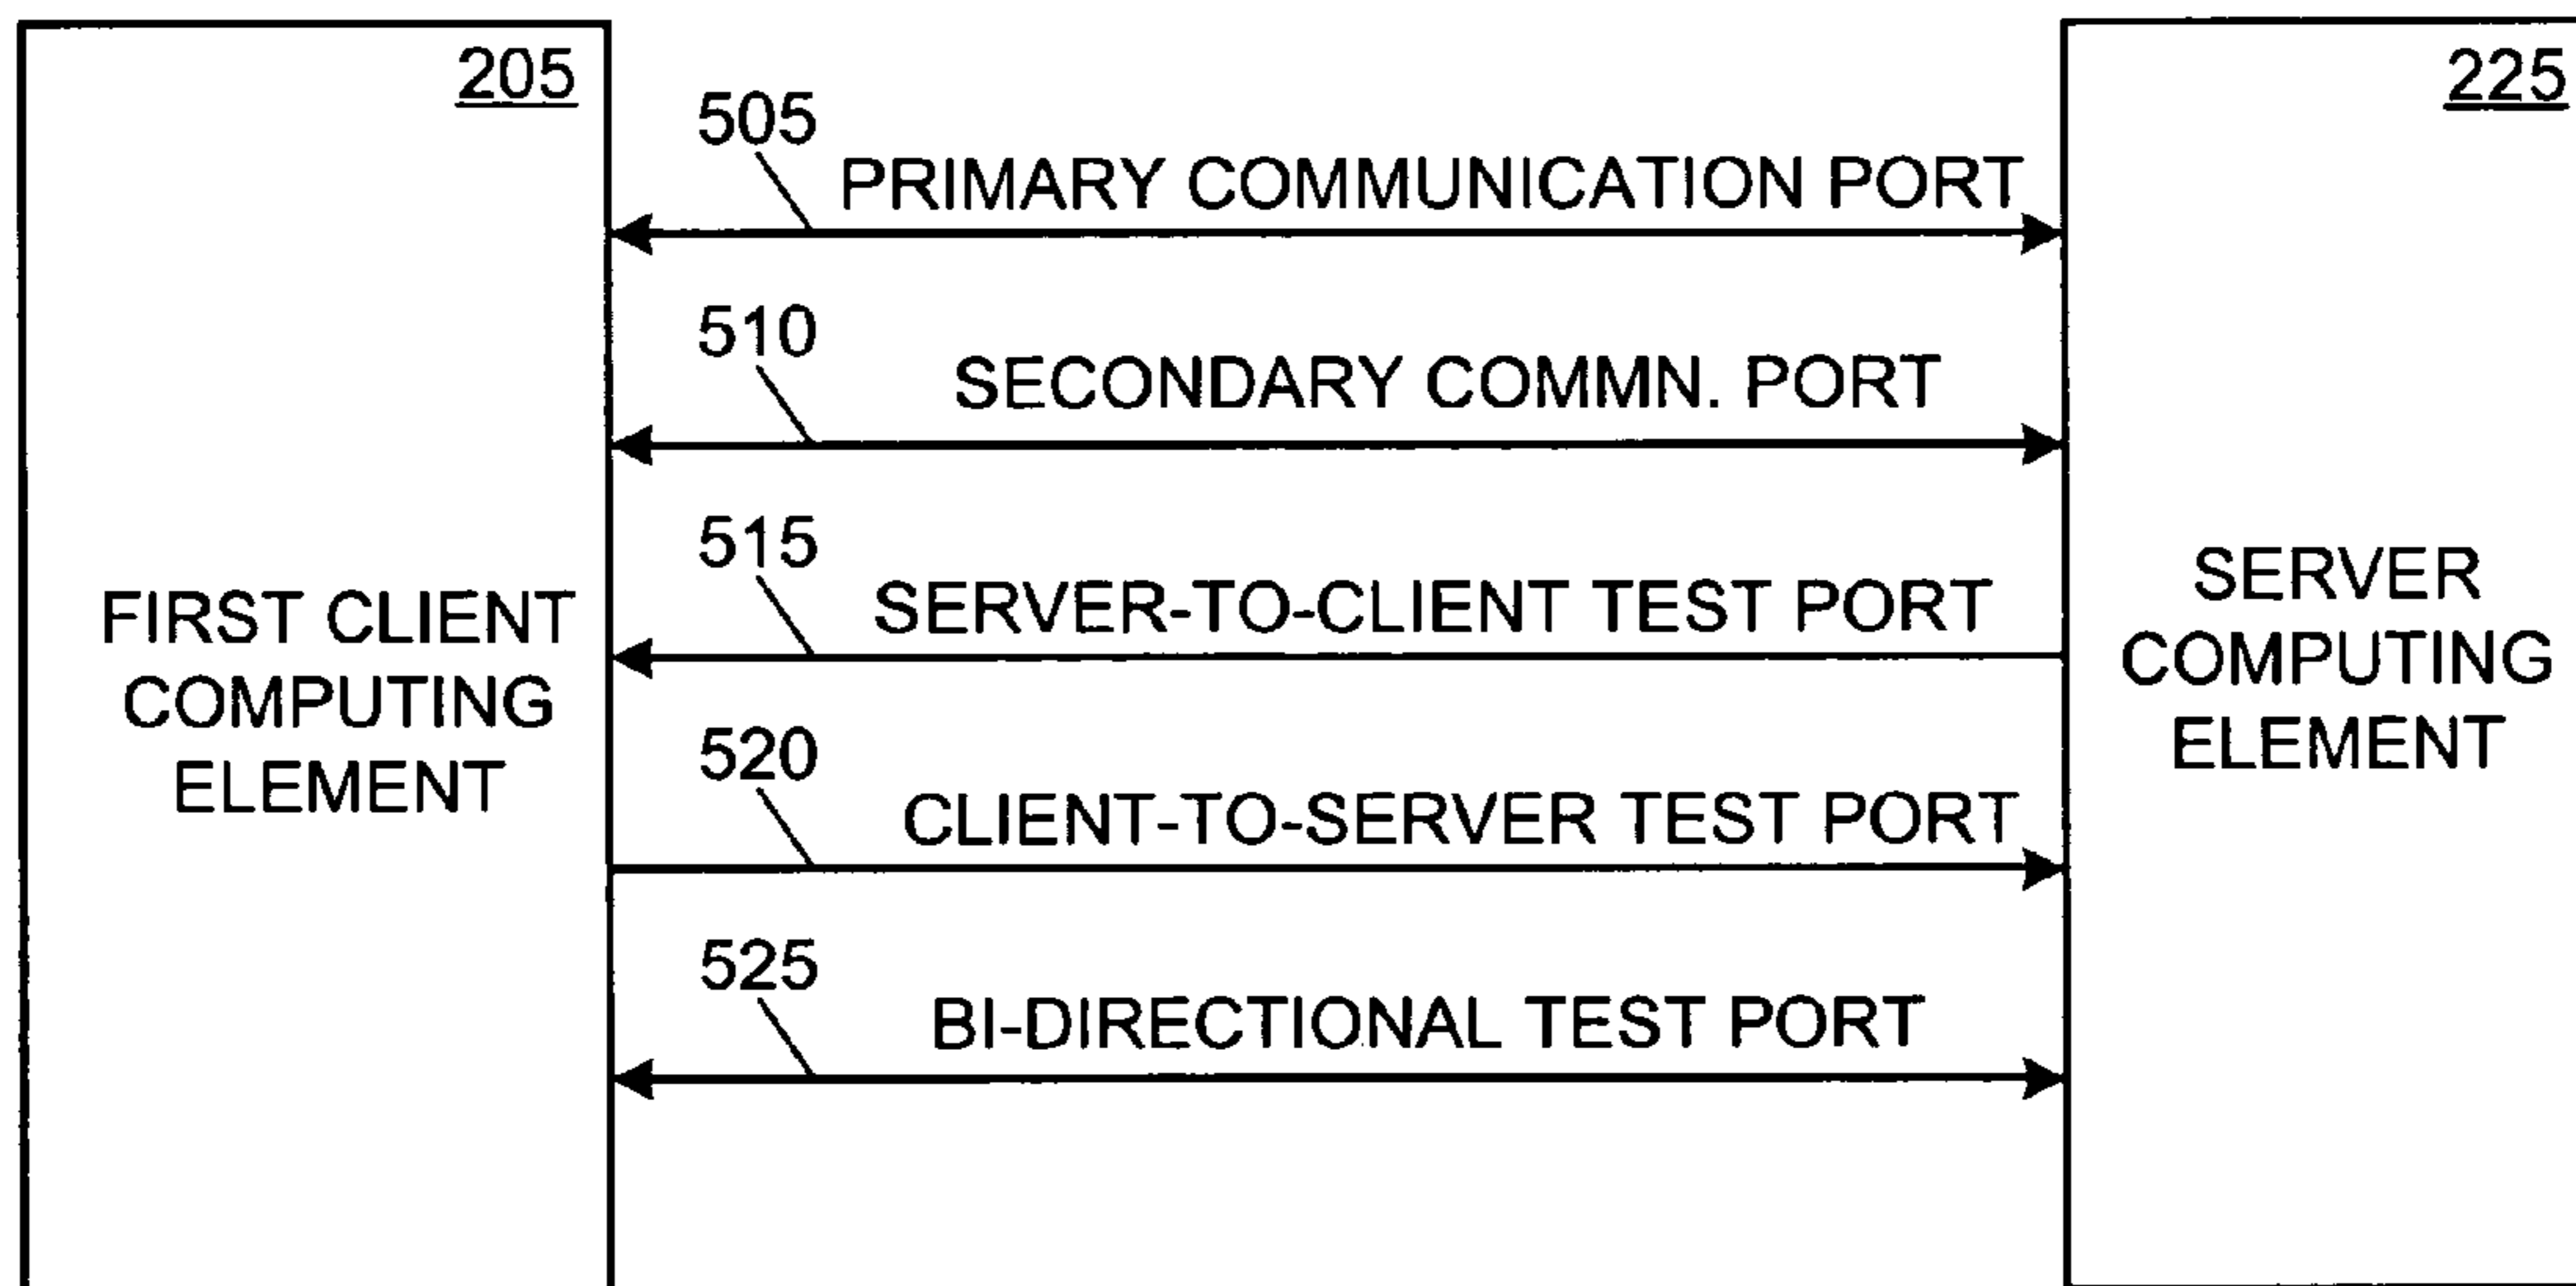 205
225
505
PRIMARY COMMUNICATION PORT
510
SECONDARY COMMN. PORT
515
SERVER-TO-CLIENT TEST PORT
520
CLIENT-TO-SERVER TEST PORT
525
BI-DIRECTIONAL TEST PORT
FIRST CLIENT
COMPUTING
ELEMENT
SERVER
COMPUTING
ELEMENT